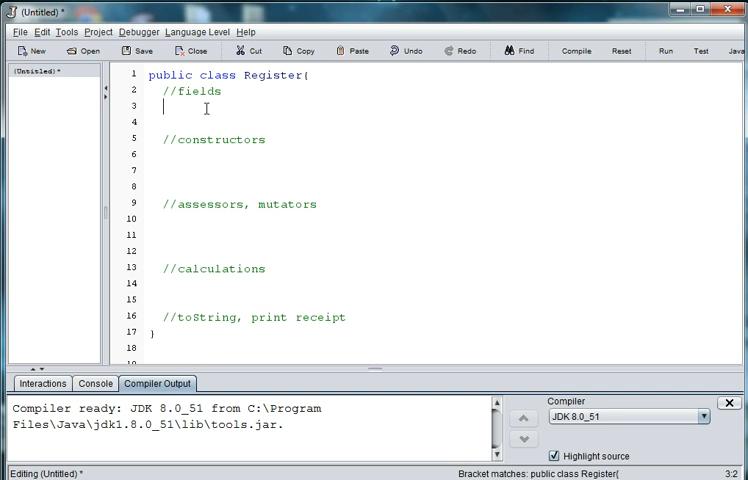 (Untitled) *
File Edit Tools Project Debugger Language Level Help
New Open Save Close Cut Copy Paste Undo Redo Find Compile Reset Run Test Java
(Untitled)*
1 public class Register{
2 //fields
3
4
5 //constructors
6
7
8
9 //assessors, mutators
10
11
12
13 //calculations
14
15
16 //toString, print receipt
17 }
18
Interactions Console Compiler Output
Compiler ready: JDK 8.0_51 from C:\Program
Files\Java\jdk1.8.0_51\lib\tools.jar.
Compiler
JDK 8.0_51
Highlight source
Editing (Untitled) * Bracket matches: public class Register{ 3:2